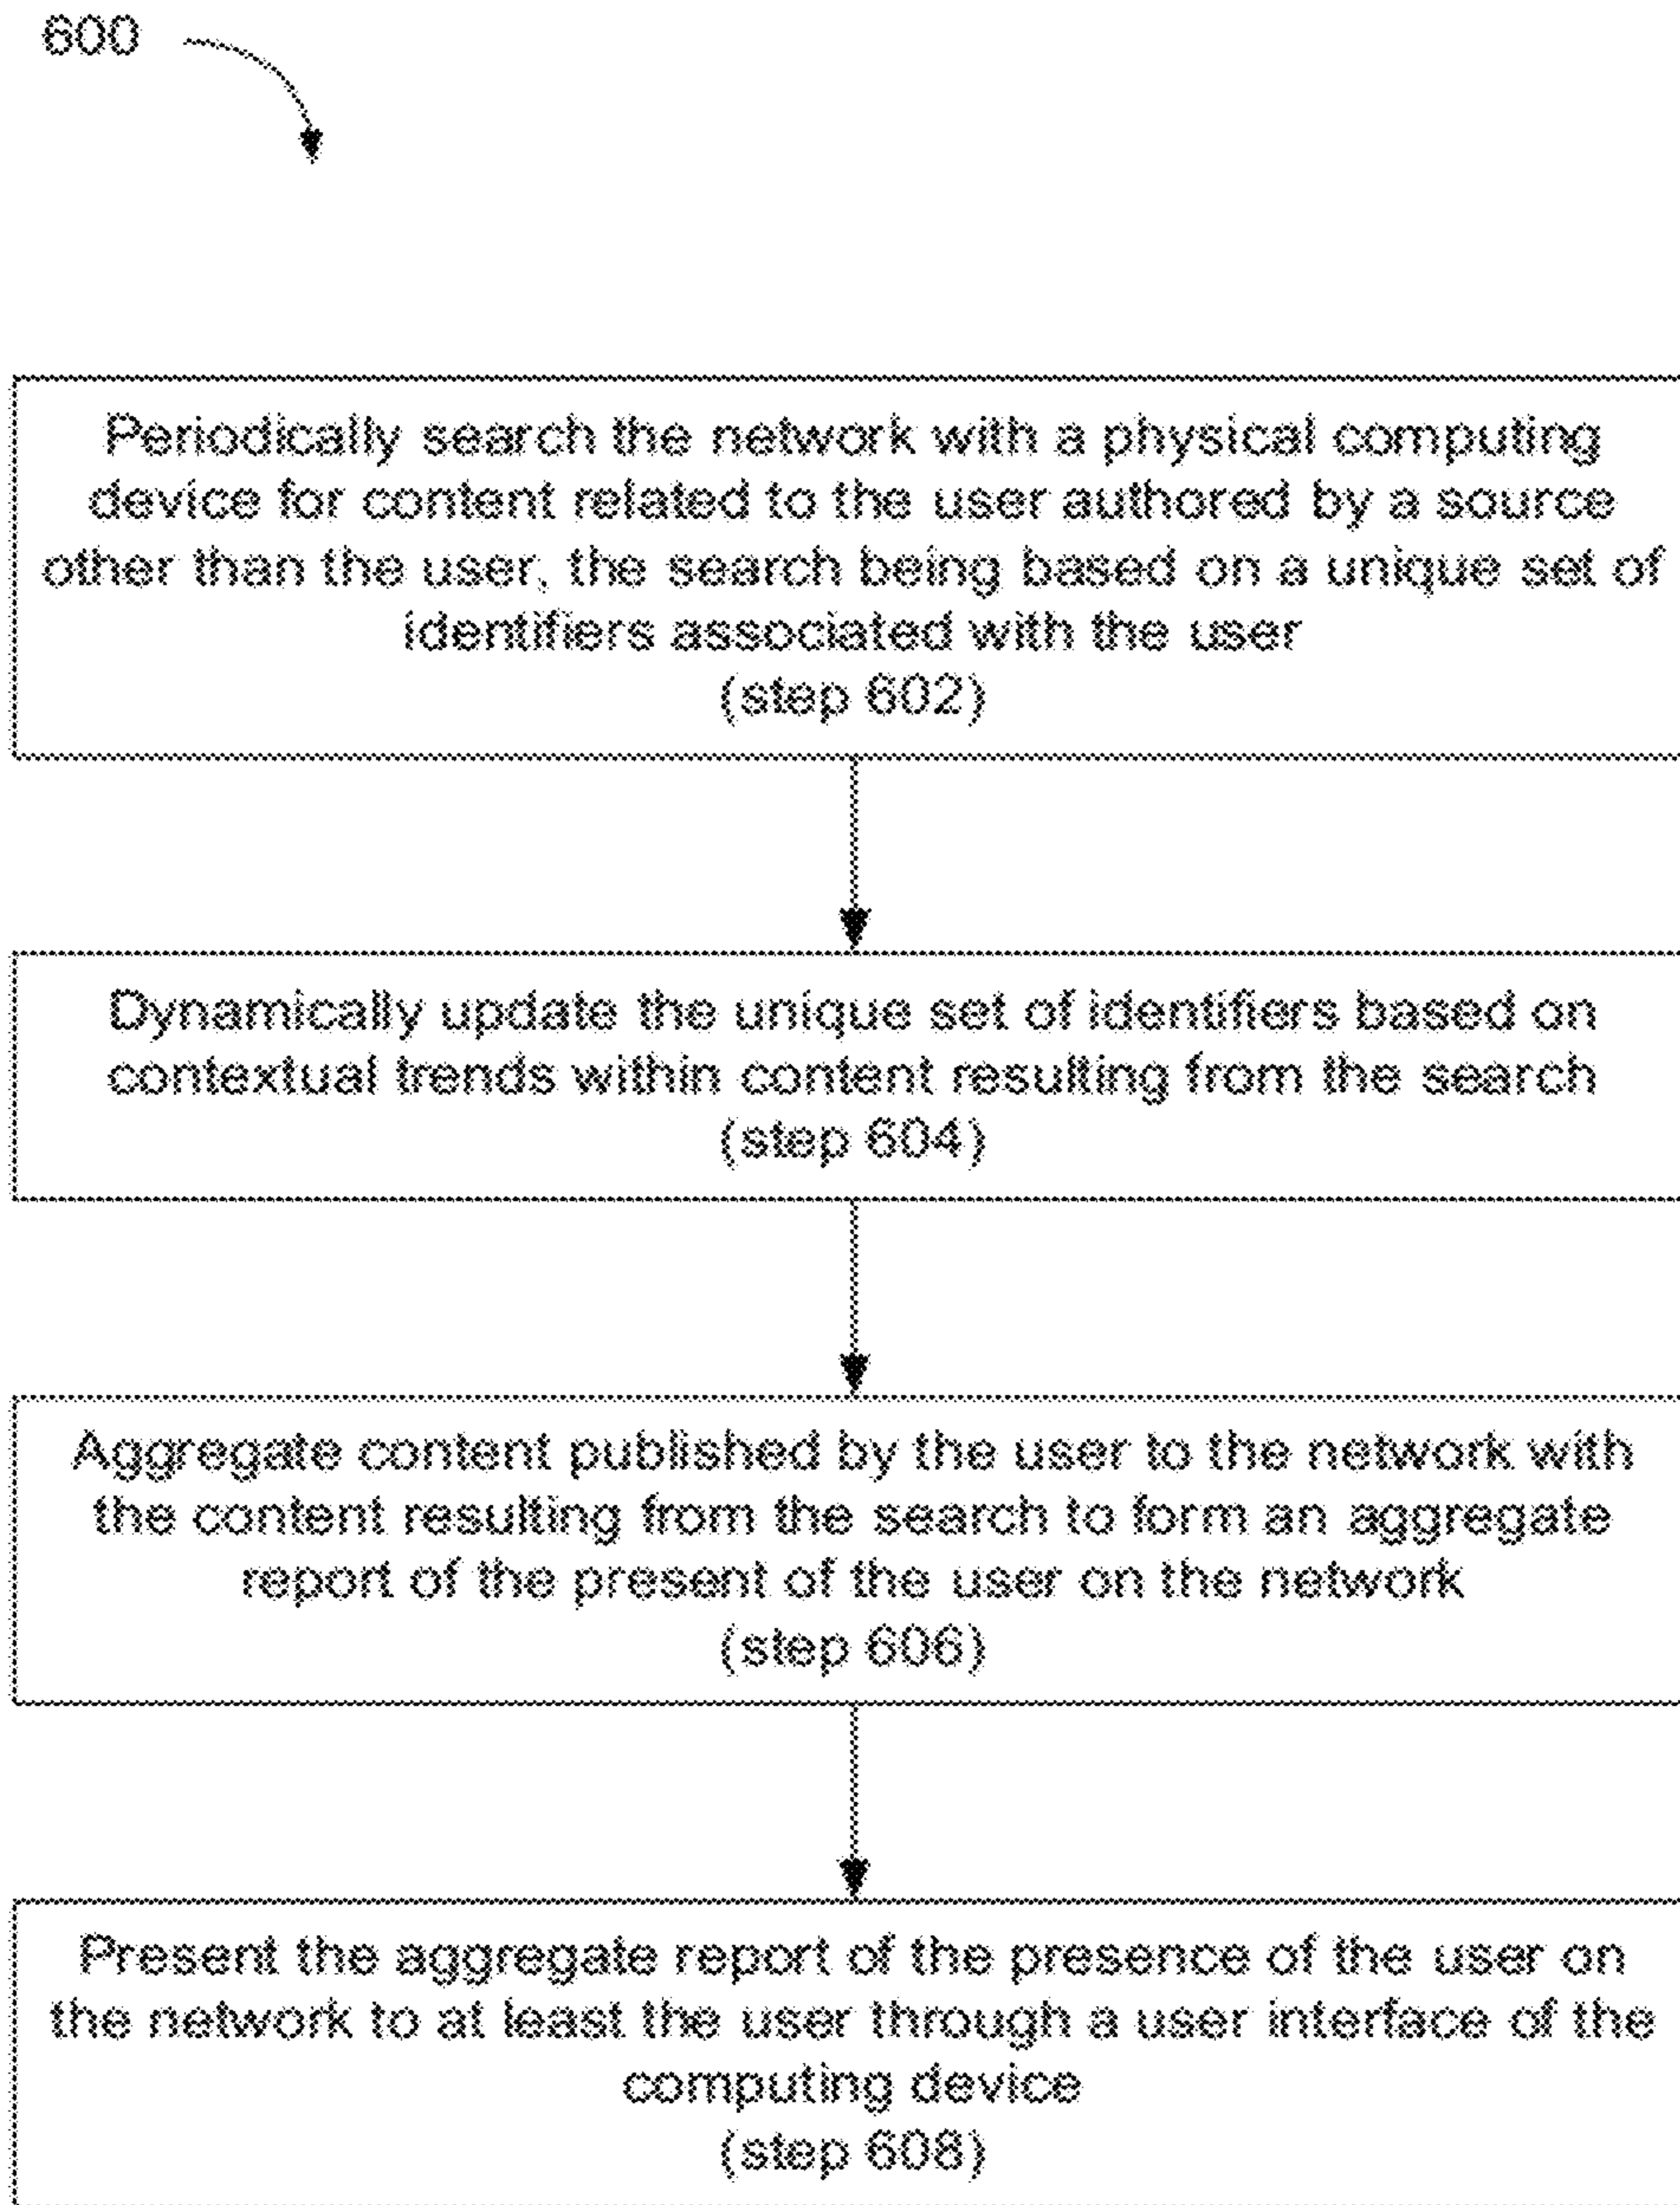 600
Periodically search the network with a physical computing
device for content related to the user authored by a source
other than the user, the search being based on a unique set of
identifiers associated with the user
(step 602)
Dynamically update the unique set of identifiers based on
contextual trends within content resulting from the search
(step 604)
Aggregate content published by the user to the network with
the content resulting from the search to form an aggregate
report of the present of the user on the network
(step 606)
Present the aggregate report of the presence of the user on
the network to at least the user through a user interface of the
computing device
(step 608)